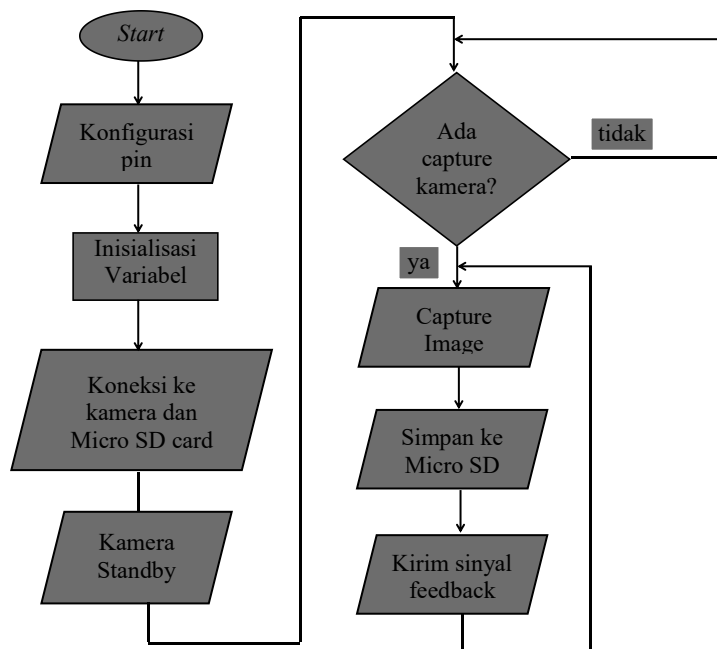 Start
Konfigurasi
pin
Inisialisasi
Variabel
Koneksi ke
kamera dan
Micro SD card
Kamera
Standby
Ada
capture
kamera?
tidak
ya
Capture
Image
Simpan ke
Micro SD
Kirim sinyal
feedback